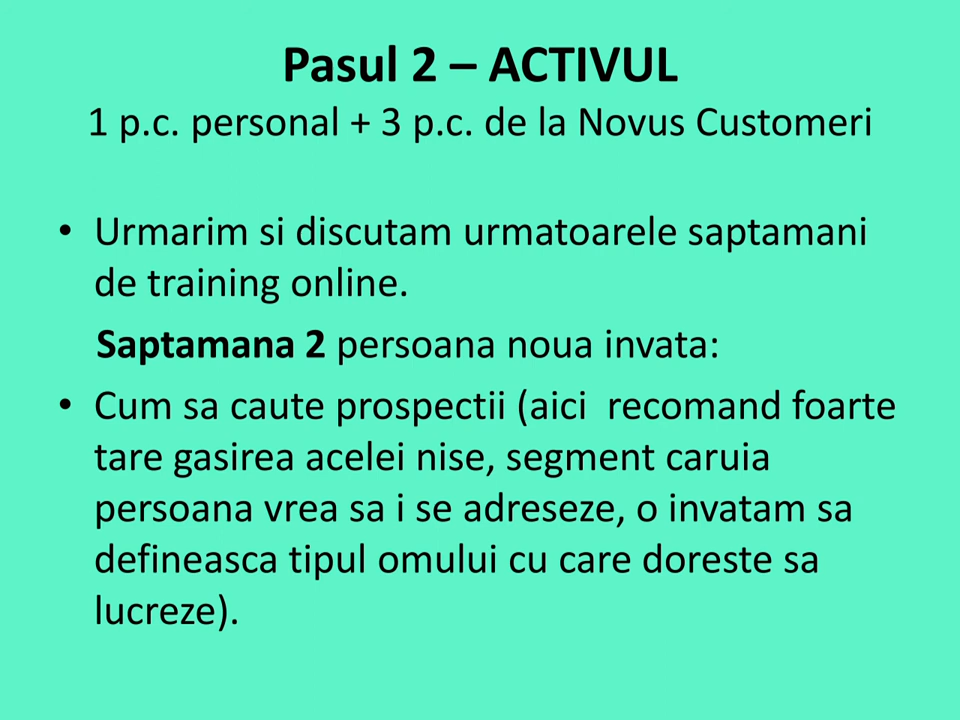 Pasul 2 – ACTIVUL
1 p.c. personal + 3 p.c. de la Novus Customeri
• Urmarim si discutam urmatoarele saptamani
de training online.
Saptamana 2 persoana noua invata:
• Cum sa caute prospectii (aici  recomand foarte
tare gasirea acelei nise, segment caruia
persoana vrea sa i se adreseze, o invatam sa
defineasca tipul omului cu care doreste sa
lucreze).